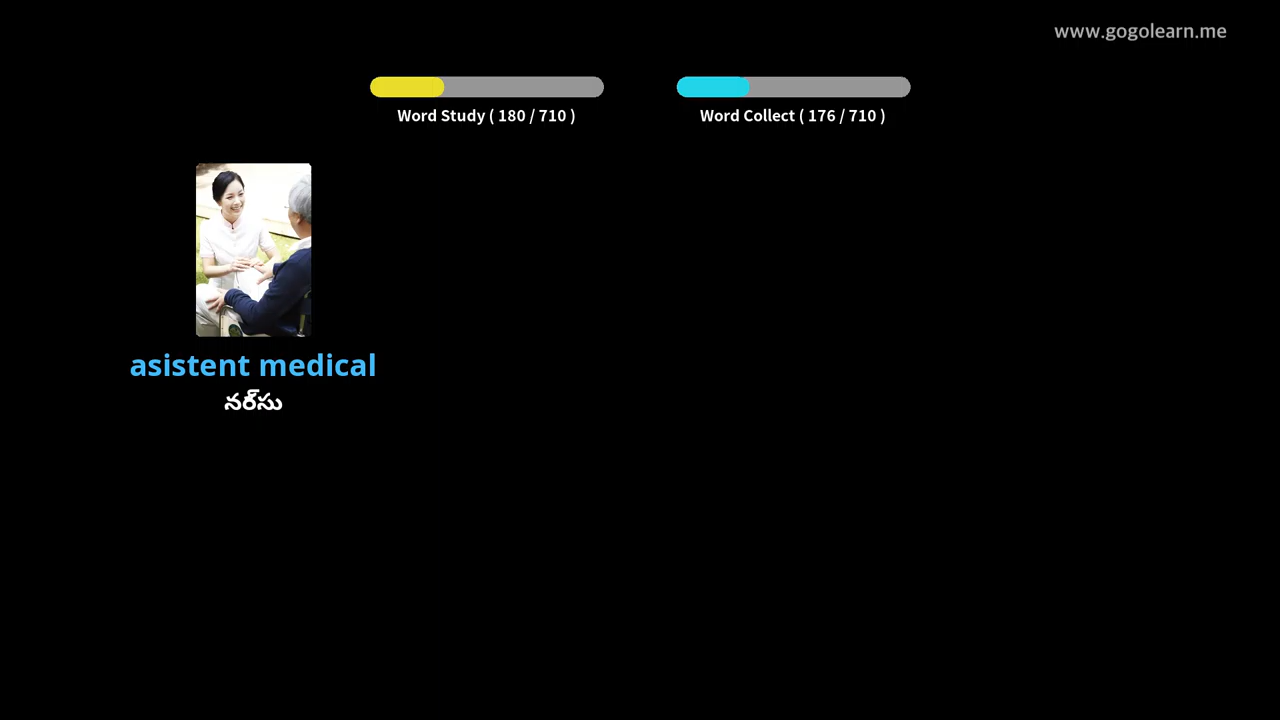 www.gogolearn.me
Word Study ( 180 / 710 )
Word Collect ( 176 / 710 )
asistent medical
నర్సు